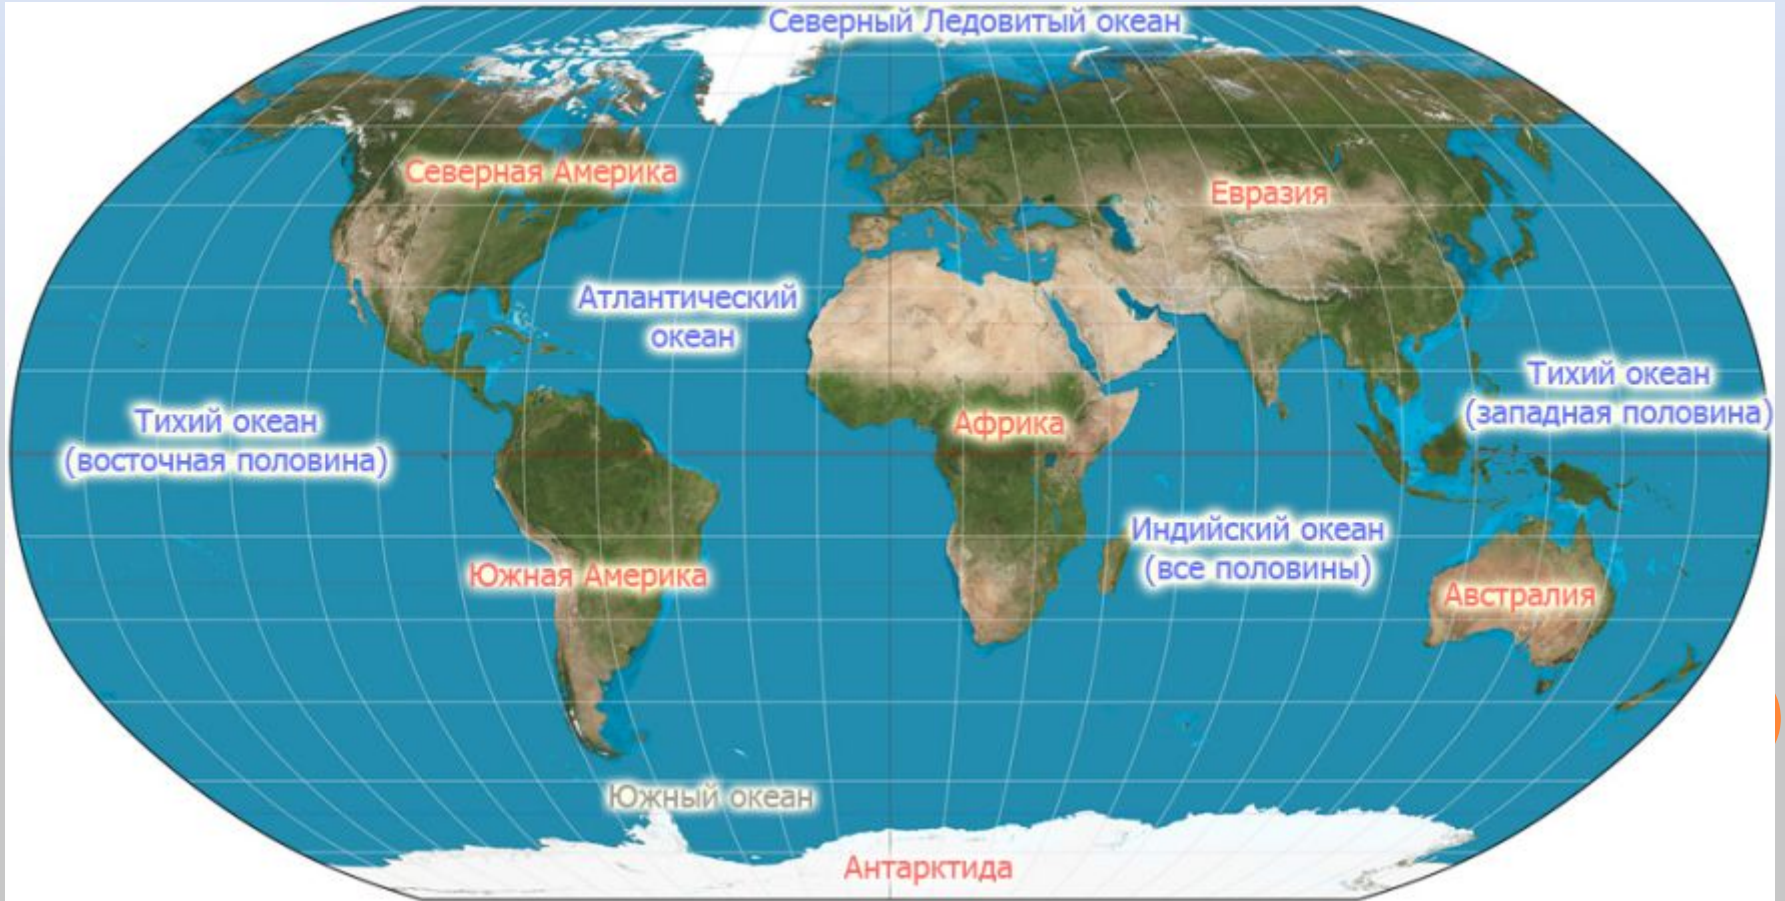 Северный Ледовитый океан
Северная Америка
Евразия
Атлантический
океан
Тихий океан
(западная половина)
Тихий океан
(восточная половина)
Африка
Индийский океан
(все половины)
Южная Америка
Австралия
Южный океан
Антарктида